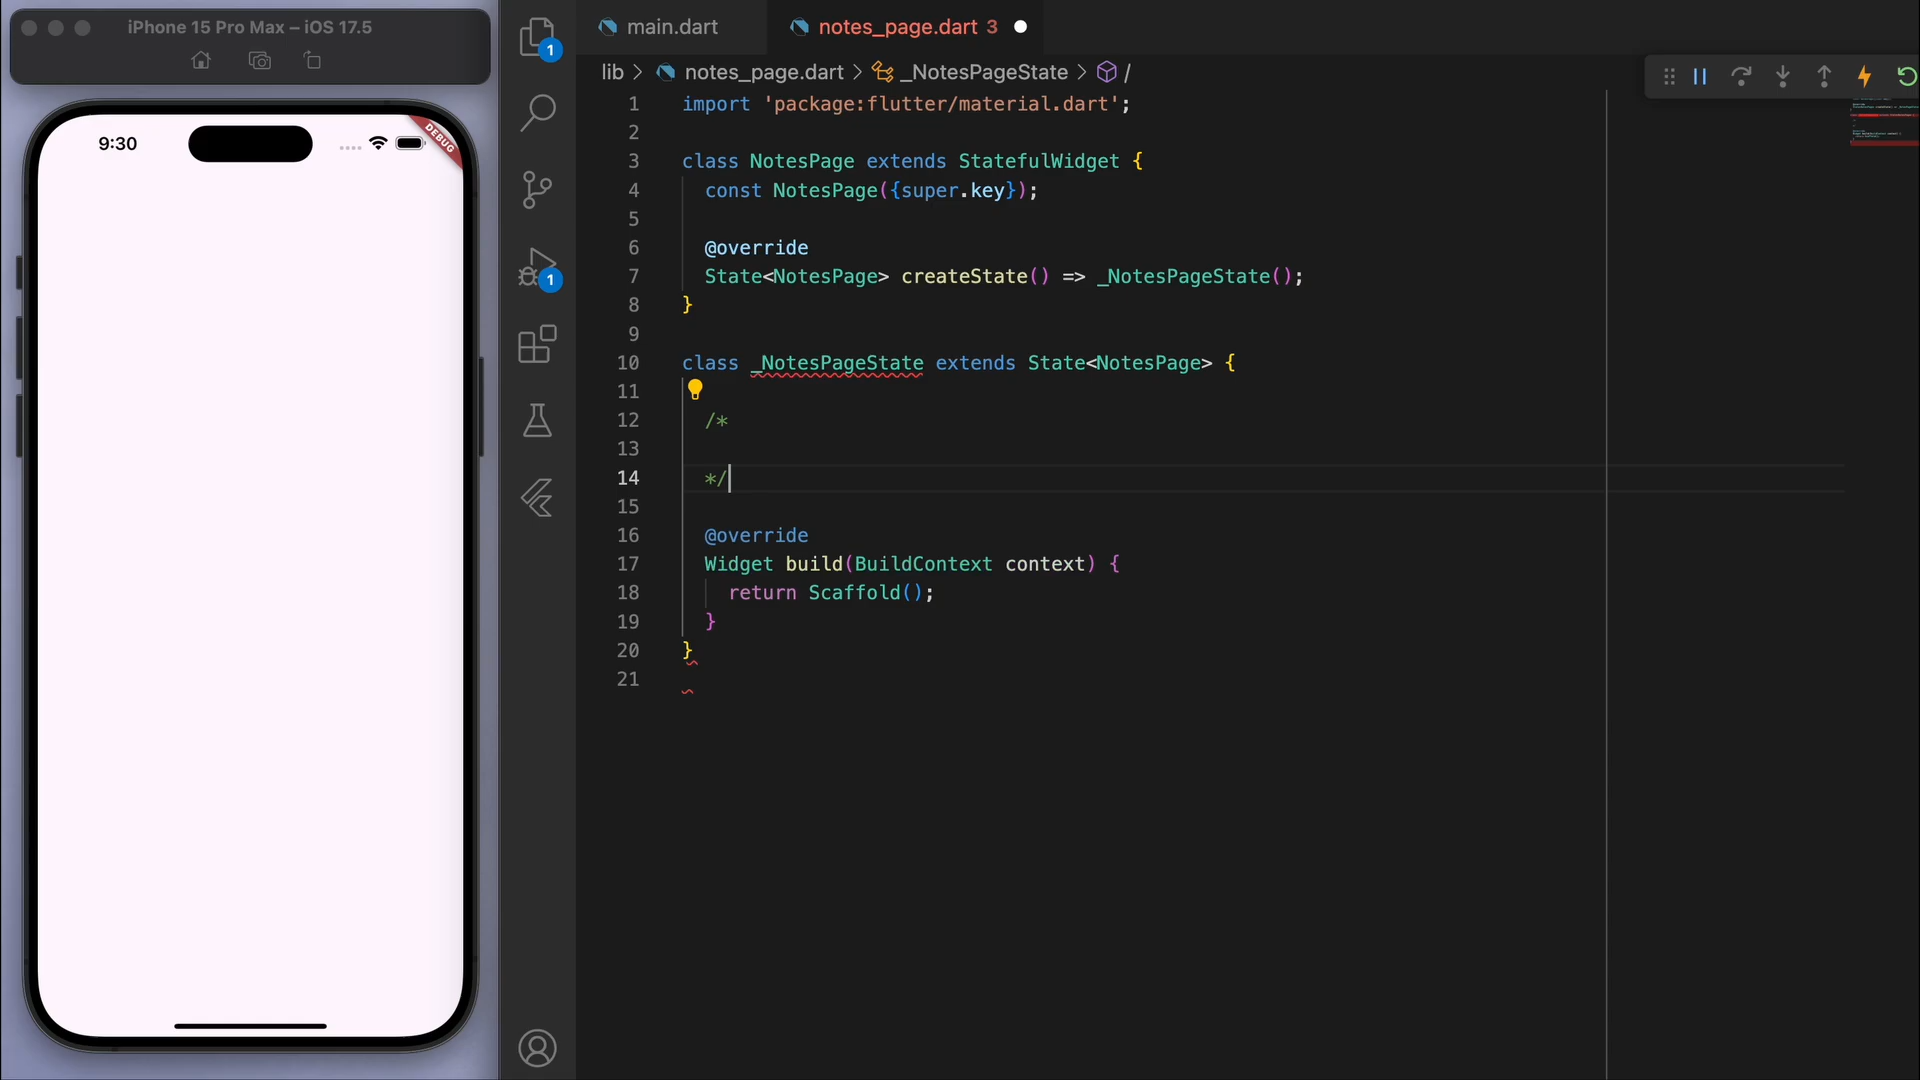 iPhone 15 Pro Max – iOS 17.5
9:30
DEBUG
1
1
main.dart
notes_page.dart 3
lib > notes_page.dart > _NotesPageState > /
1 import 'package:flutter/material.dart';
2
3 class NotesPage extends StatefulWidget {
4 const NotesPage({super.key});
5
6 @override
7 State<NotesPage> createState() => _NotesPageState();
8 }
9
10 class _NotesPageState extends State<NotesPage> {
11
12 /*
13
14 */
15
16 @override
17 Widget build(BuildContext context) {
18 return Scaffold();
19 }
20 }
21